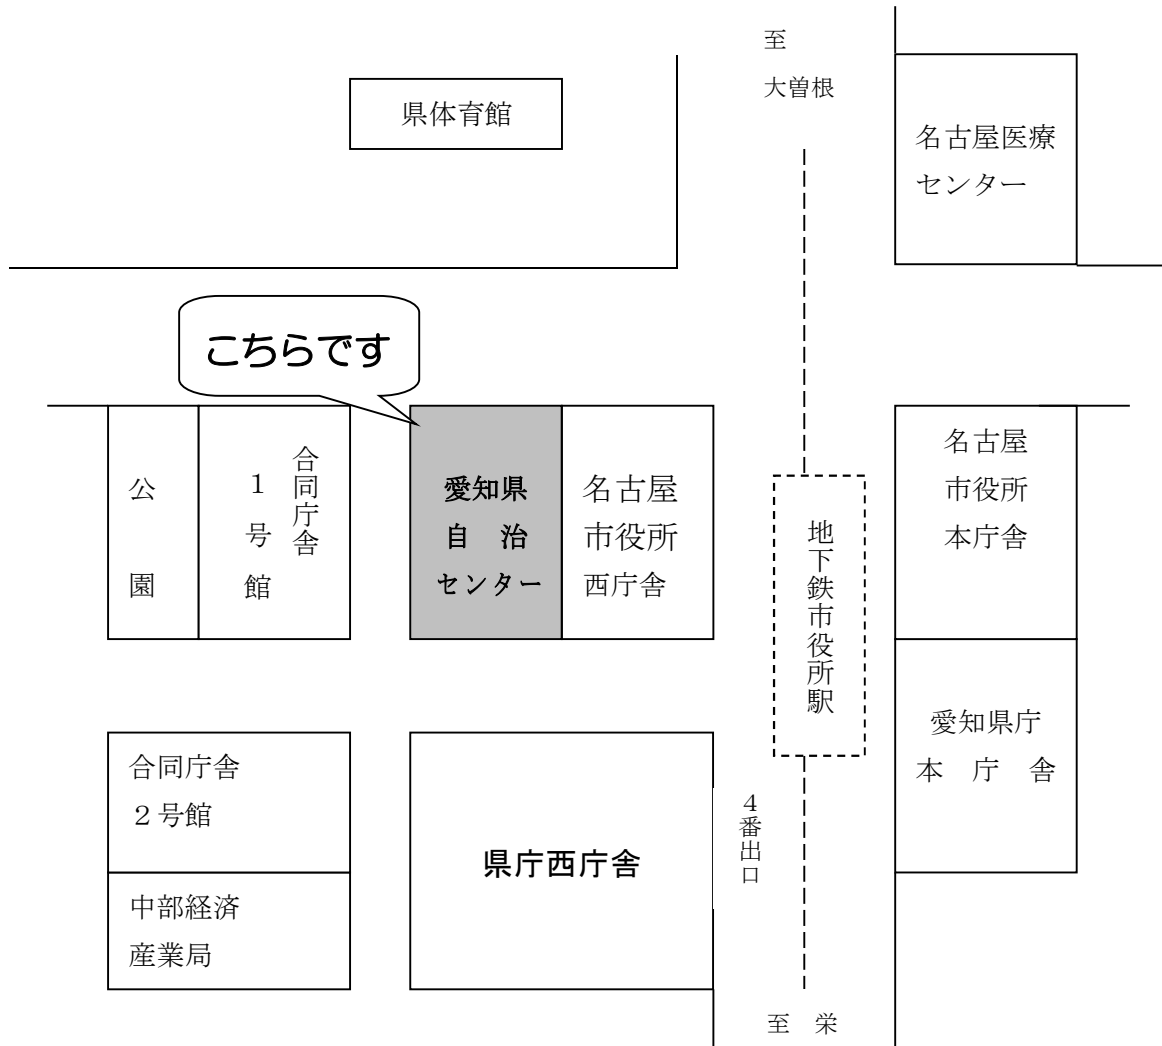 至
大曽根
県体育館
名古屋医療
センター
こちらです
公園
合同庁舎
１号館
愛知県
自　治
センター
名古屋
市役所
西庁舎
地下鉄市役所駅
名古屋
市役所
本庁舎
愛知県庁
本　庁　舎
合同庁舎
２号館
中部経済
産業局
県庁西庁舎
４番出口
至　栄